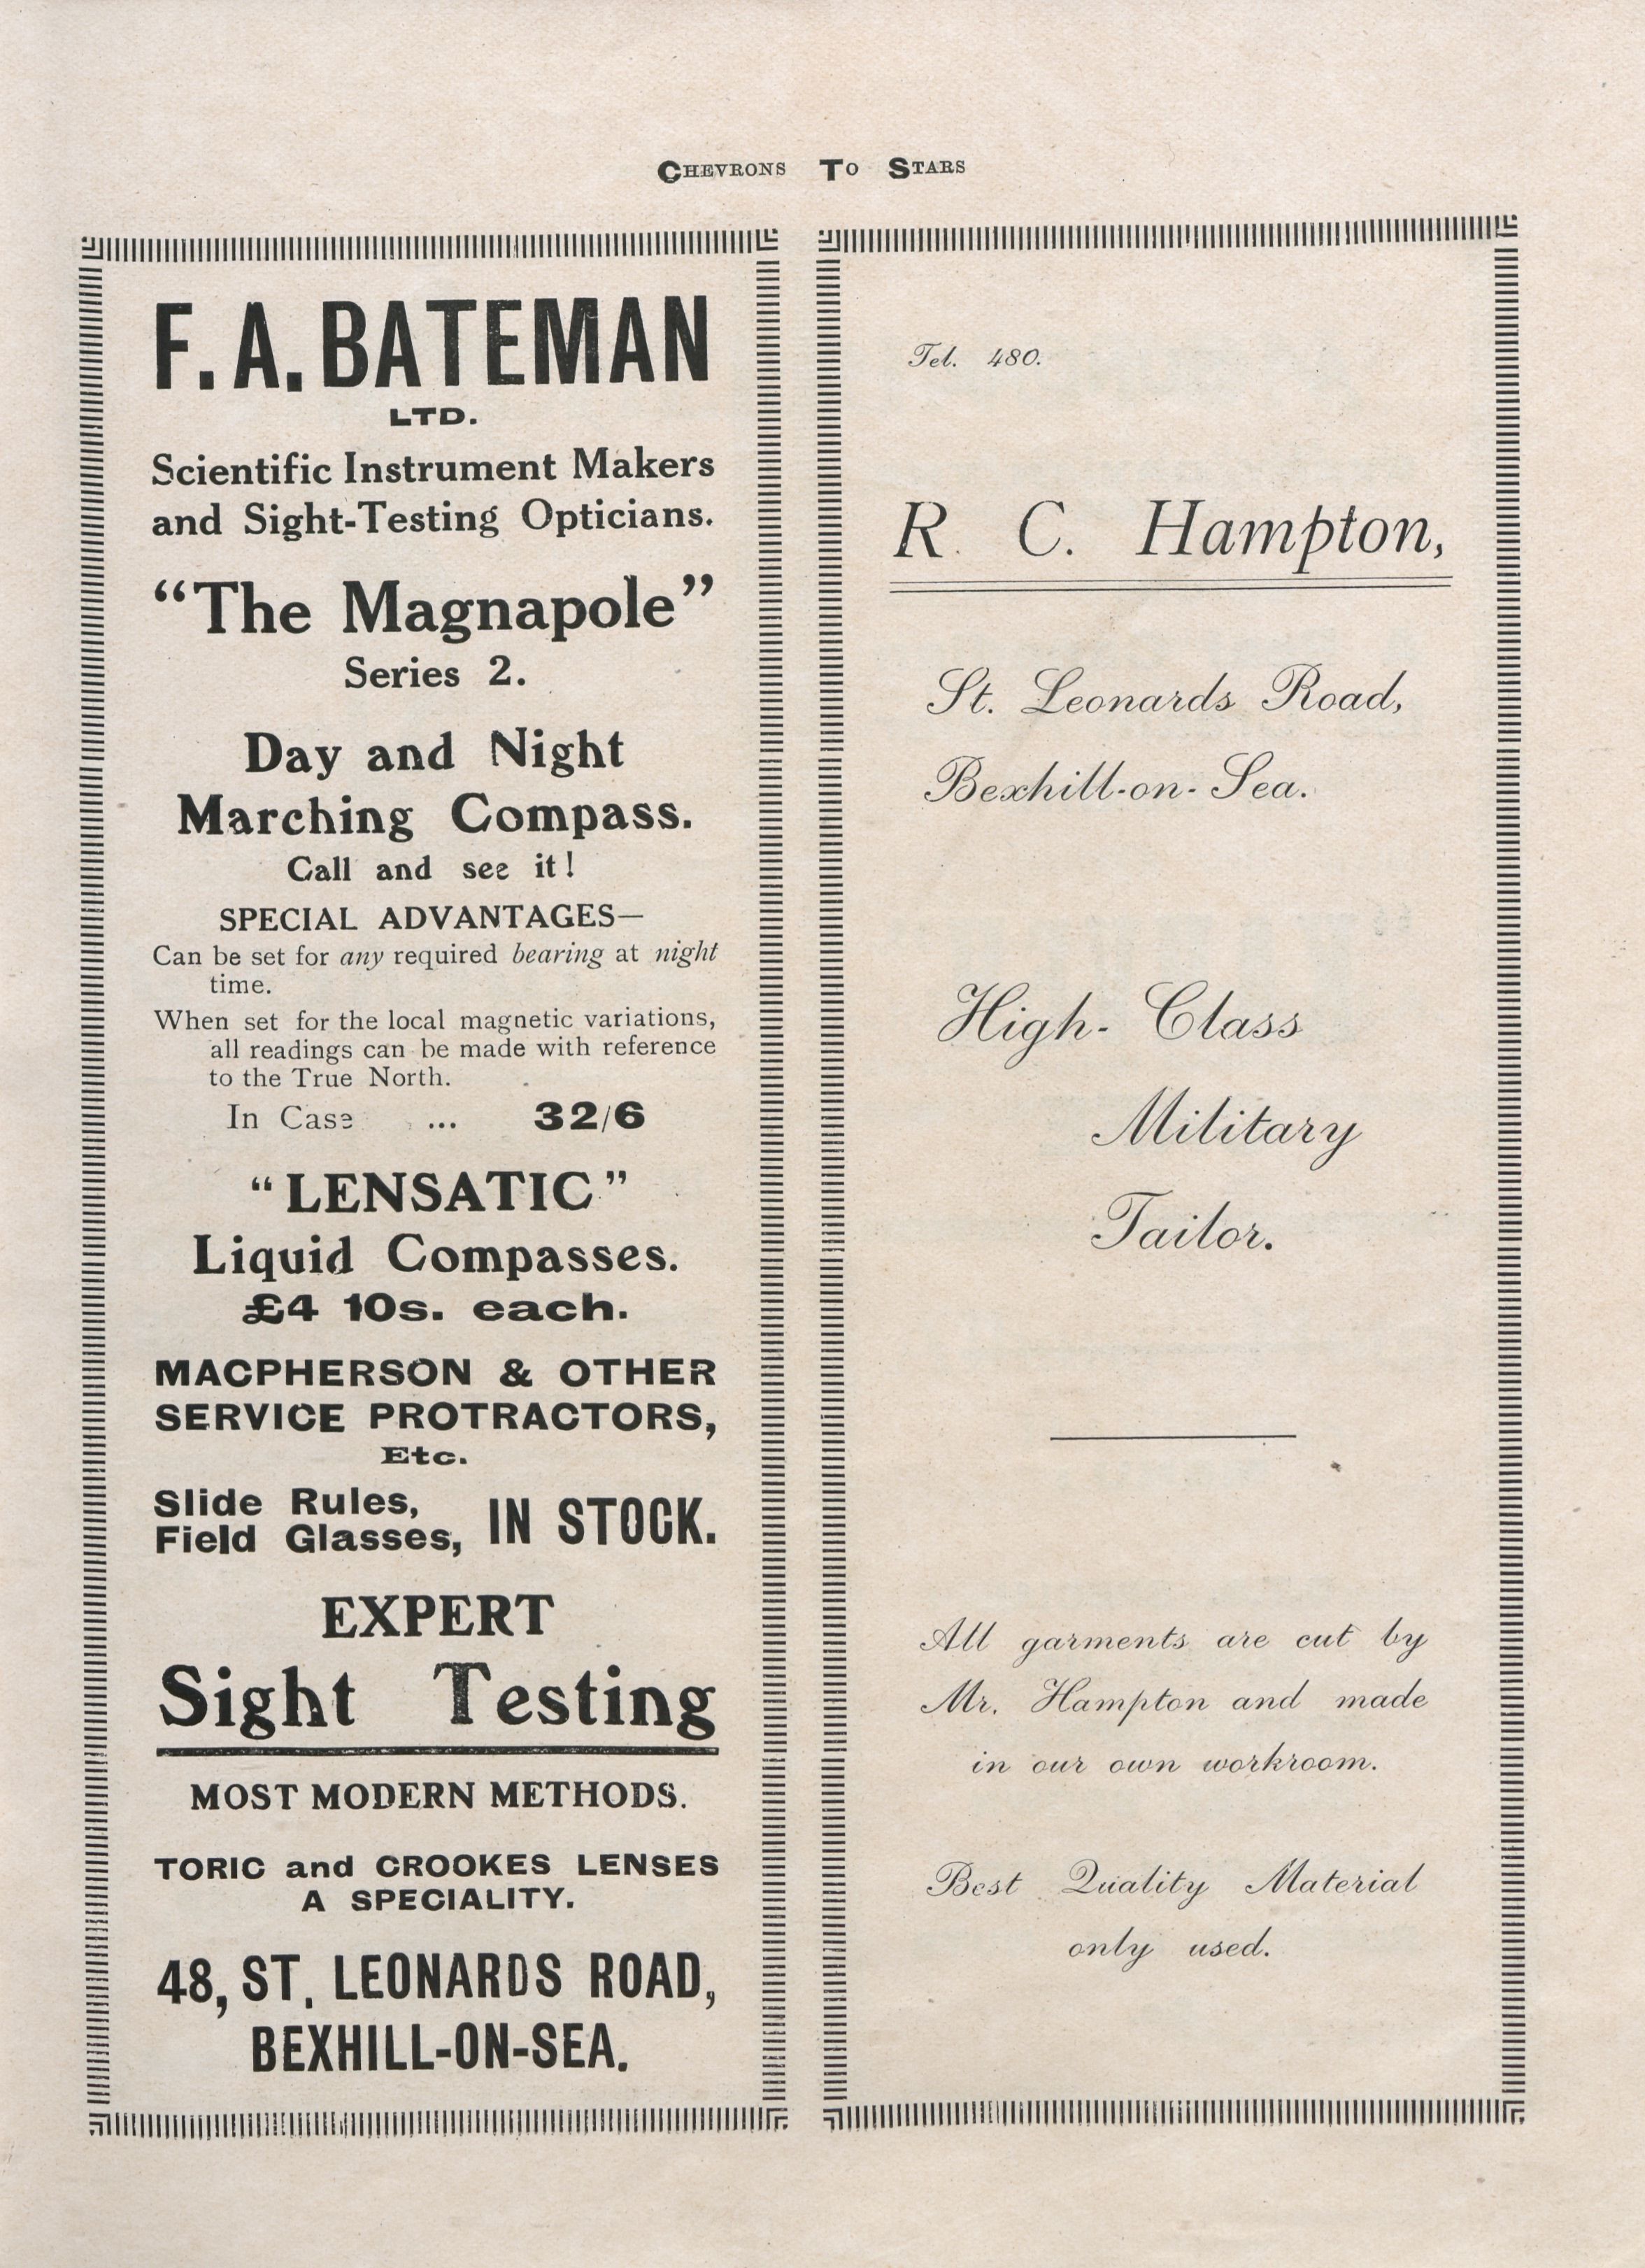 CHEVRONS TO STARS
F. A. BATEMAN
LTD.
Scientific Instrument Makers
and Sight-Testing Opticians.
"The Magnapole"
Series 2.
Day and Night
Marching Compass.
Call and see it!
SPECIAL ADVANTAGES—
Can be set for any required bearing at night
time.
When set for the local magnetic variations,
all readings can be made with reference
to the True North.
In Case ... 32/6
"LENSATIC"
Liquid Compasses.
£4 10s. each.
MACPHERSON & OTHER
SERVICE PROTRACTORS,
Etc.
Slide Rules,
Field Glasses, IN STOCK.
EXPERT
Sight Testing
MOST MODERN METHODS.
TORIC and CROOKES LENSES
A SPECIALITY.
48, ST. LEONARDS ROAD,
BEXHILL-ON-SEA.
Tel. 480.
R. C. Hampton,
St. Leonards Road,
Bexhill-on-Sea.
High-Class
Military
Tailor.
All garments are cut by
Mr. Hampton and made
in our own workroom.
Best Quality Material
only used.